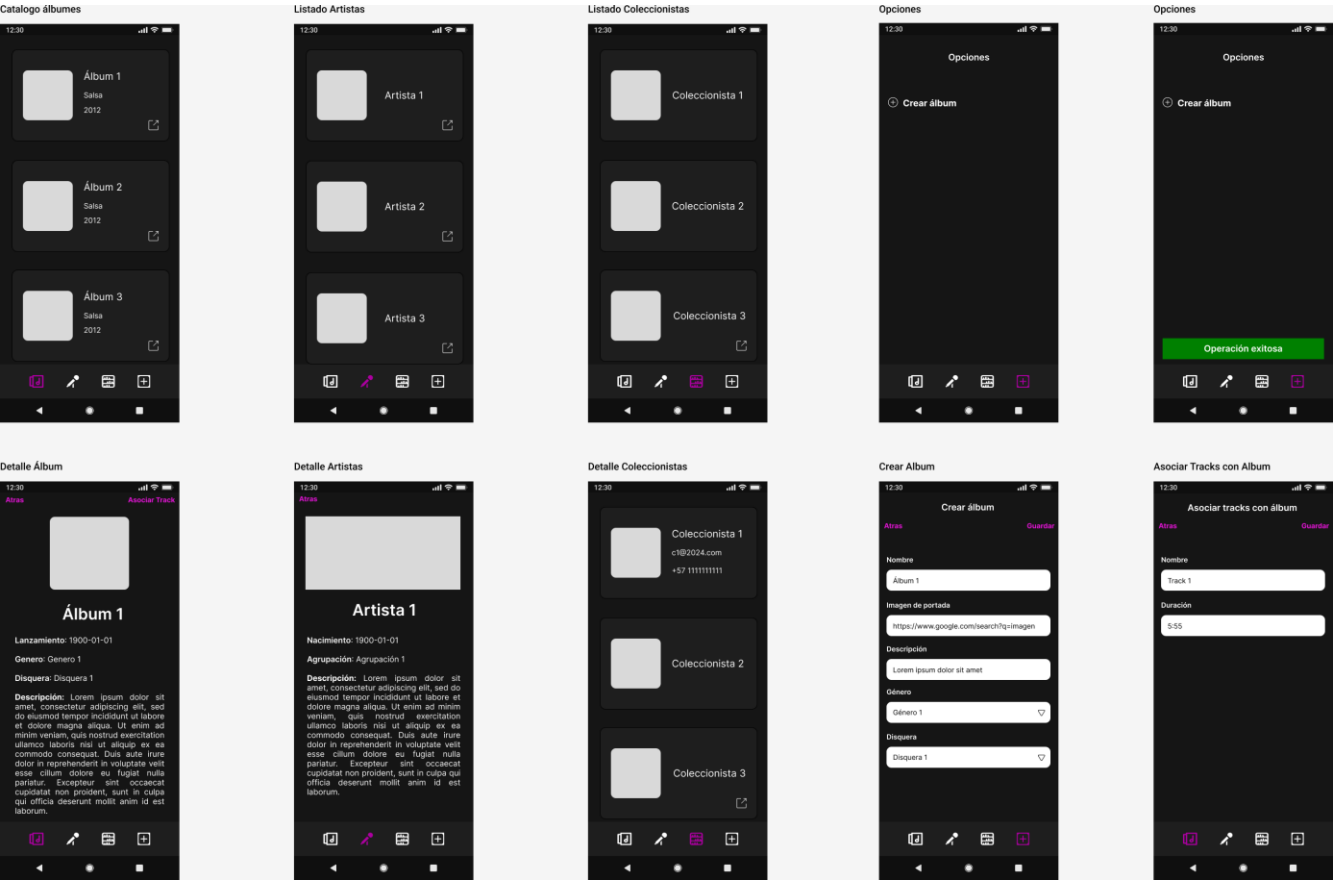 Catalogo álbumes
12:30
Álbum 1
Salsa
2012
Álbum 2
Salsa
2012
Álbum 3
Salsa
2012
Listado Artistas
12:30
Artista 1
Artista 2
Artista 3
Listado Coleccionistas
12:30
Coleccionista 1
Coleccionista 2
Coleccionista 3
Opciones
12:30
Opciones
Crear álbum
Opciones
12:30
Opciones
Crear álbum
Operación exitosa
Detalle Álbum
12:30
Atras
Asociar Track
Álbum 1
Lanzamiento: 1900-01-01
Genero: Genero 1
Disquera: Disquera 1
Descripción: Lorem ipsum dolor sit
amet, consectetur adipiscing elit, sed
do eiusmod tempor incididunt ut labore
et dolore magna aliqua. Ut enim ad
minim veniam, quis nostrud exercitation
ullamco laboris nisi ut aliquip ex ea
commodo consequat. Duis aute irure
dolor in reprehenderit in voluptate velit
esse cillum dolore eu fugiat nulla
pariatur. Excepteur sint occaecat
cupidatat non proident, sunt in culpa
qui officia deserunt mollit anim id est
laborum.
Detalle Artistas
12:30
Atras
Artista 1
Nacimiento: 1900-01-01
Agrupación: Agrupación 1
Descripción: Lorem ipsum dolor sit
amet, consectetur adipiscing elit, sed do
eiusmod tempor incididunt ut labore et
dolore magna aliqua. Ut enim ad minim
veniam, quis nostrud exercitation
ullamco laboris nisi ut aliquip ex ea
commodo consequat. Duis aute irure
dolor in reprehenderit in voluptate velit
esse cillum dolore eu fugiat nulla
pariatur. Excepteur sint occaecat
cupidatat non proident, sunt in culpa qui
officia deserunt mollit anim id est
laborum.
Detalle Coleccionistas
12:30
Coleccionista 1
c1@2024.com
+57 1111111111
Coleccionista 2
Coleccionista 3
Crear Album
12:30
Crear álbum
Atras
Guardar
Nombre
Álbum 1
Imagen de portada
https://www.google.com/search?q=imagen
Descripción
Lorem ipsum dolor sit amet
Género
Género 1
Disquera
Disquera 1
Asociar Tracks con Album
12:30
Asociar tracks con álbum
Atras
Guardar
Nombre
Track 1
Duración
5:55